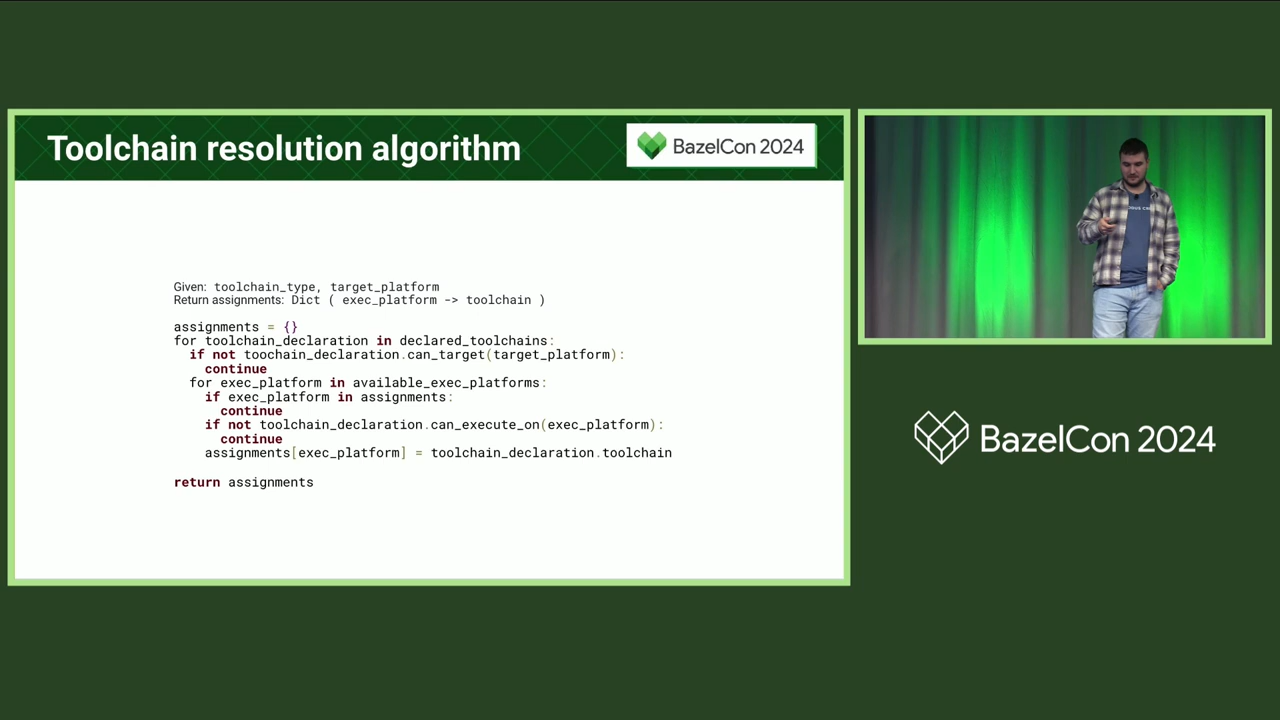 Toolchain resolution algorithm
BazelCon 2024
Given: toolchain_type, target_platform
Return assignments: Dict ( exec_platform -> toolchain )
assignments = {}
for toolchain_declaration in declared_toolchains:
if not toochain_declaration.can_target(target_platform):
continue
for exec_platform in available_exec_platforms:
if exec_platform in assignments:
continue
if not toolchain_declaration.can_execute_on(exec_platform):
continue
assignments[exec_platform] = toolchain_declaration.toolchain
return assignments
BazelCon 2024